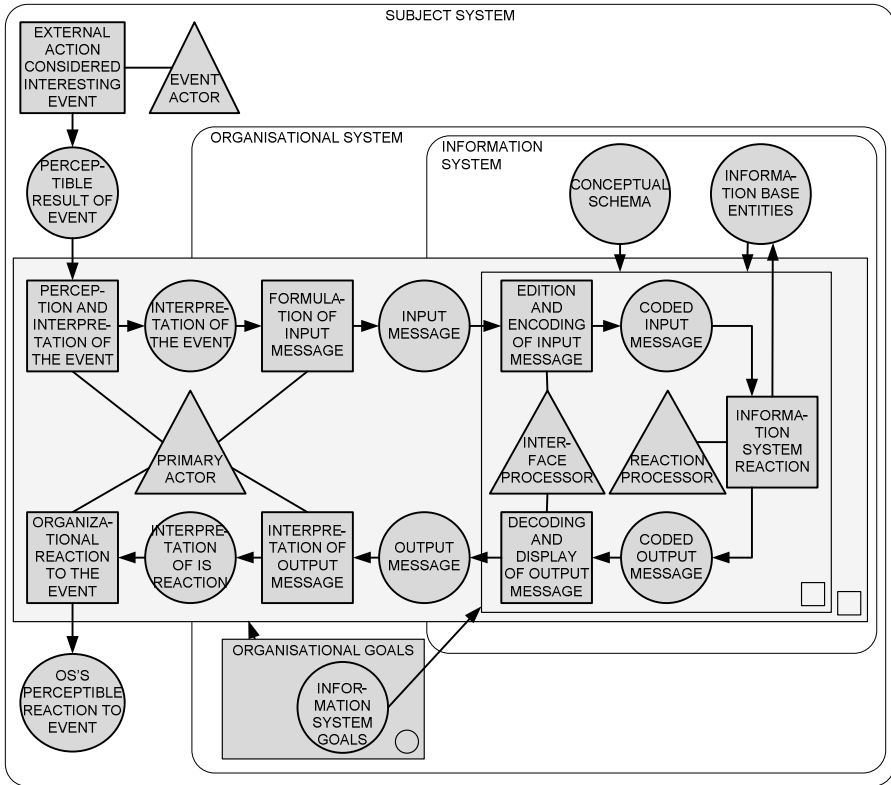 SUBJECT SYSTEM
EXTERNAL
ACTION
CONSIDERED
INTERESTING
EVENT
EVENT
ACTOR
ORGANISATIONAL SYSTEM
INFORMATION
SYSTEM
PERCEP-
TIBLE
RESULT OF
EVENT
CONCEPTUAL
SCHEMA
INFORMA-
TION BASE
ENTITIES
PERCEP-
TION AND
INTERPRE-
TATION OF
THE EVENT
INTERPRE-
TATION OF
THE EVENT
FORMULA-
TION OF
INPUT
MESSAGE
INPUT
MESSAGE
EDITION
AND
ENCODING
OF INPUT
MESSAGE
CODED
INPUT
MESSAGE
PRIMARY
ACTOR
INTER-
FACE
PROCESSOR
REACTION
PROCESSOR
INFORMA-
TION
SYSTEM
REACTION
ORGANIZA-
TIONAL
REACTION
TO THE
EVENT
INTERPRE-
TATION
OF IS
REACTION
INTERPRE-
TATION OF
OUTPUT
MESSAGE
OUTPUT
MESSAGE
DECODING
AND
DISPLAY
OF OUTPUT
MESSAGE
CODED
OUTPUT
MESSAGE
OS'S
PERCEPTIBLE
REACTION TO
EVENT
ORGANISATIONAL GOALS
INFOR-
MATION
SYSTEM
GOALS